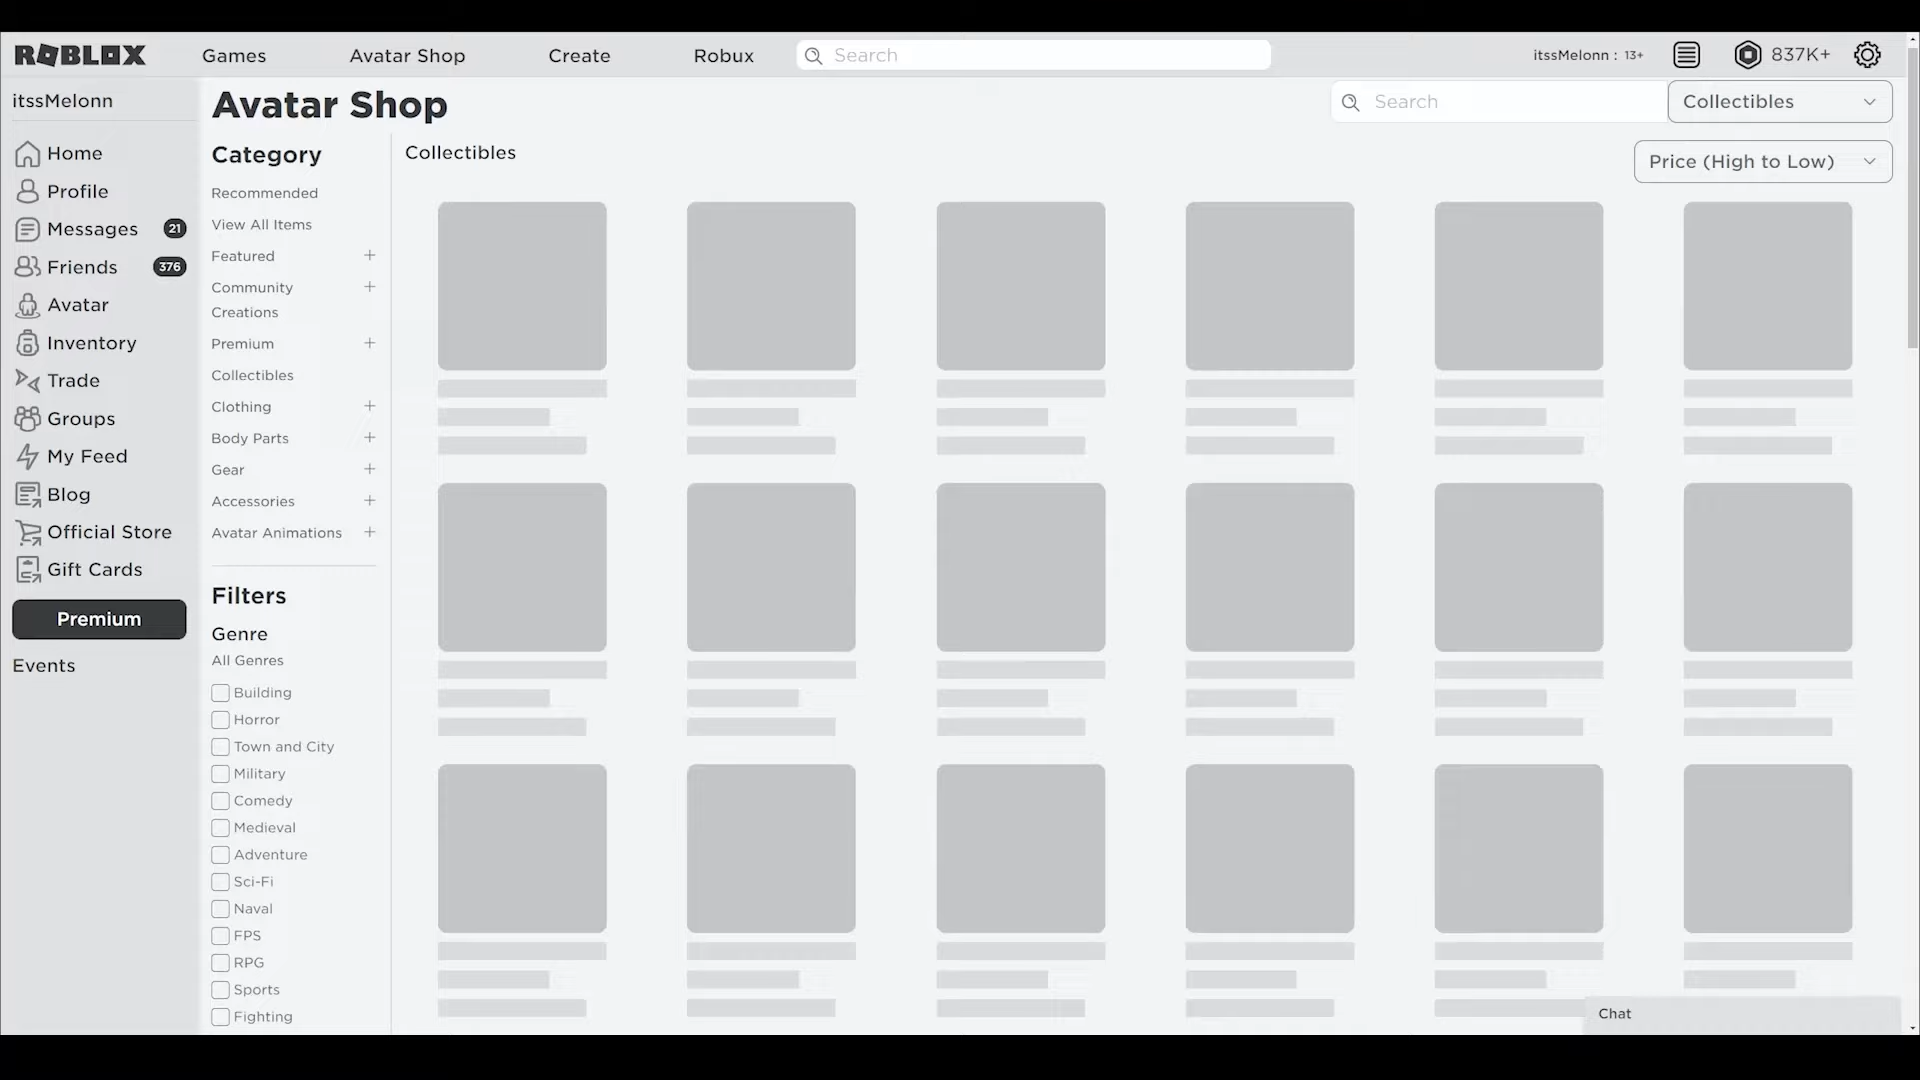 ROBLOX
Games
Avatar Shop
Create
Robux
Search
itssMelonn : 13+
837K+
itssMelonn
Home
Profile
Messages 21
Friends 376
Avatar
Inventory
Trade
Groups
My Feed
Blog
Official Store
Gift Cards
Premium
Events
Avatar Shop
Search
Collectibles
Category
Recommended
View All Items
Featured +
Community +
Creations
Premium +
Collectibles
Clothing +
Body Parts +
Gear +
Accessories +
Avatar Animations +
Filters
Genre
All Genres
Building
Horror
Town and City
Military
Comedy
Medieval
Adventure
Sci-Fi
Naval
FPS
RPG
Sports
Fighting
Collectibles
Price (High to Low)
Chat